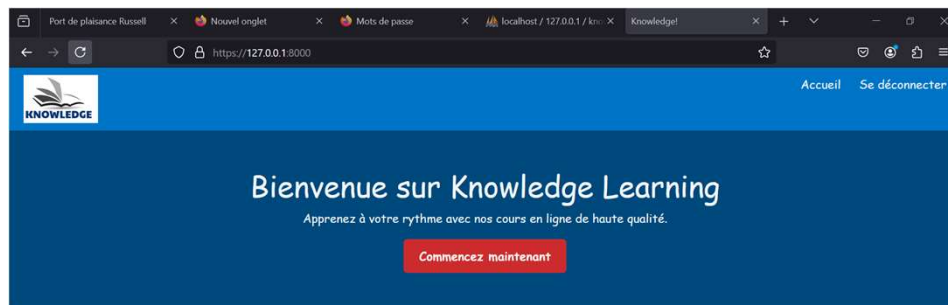 Port de plaisance Russell
Nouvel onglet
Mots de passe
localhost / 127.0.0.1 / kno
Knowledge!
https://127.0.0.1:8000
KNOWLEDGE
Accueil
Se déconnecter
Bienvenue sur Knowledge Learning
Apprenez à votre rythme avec nos cours en ligne de haute qualité.
Commencez maintenant